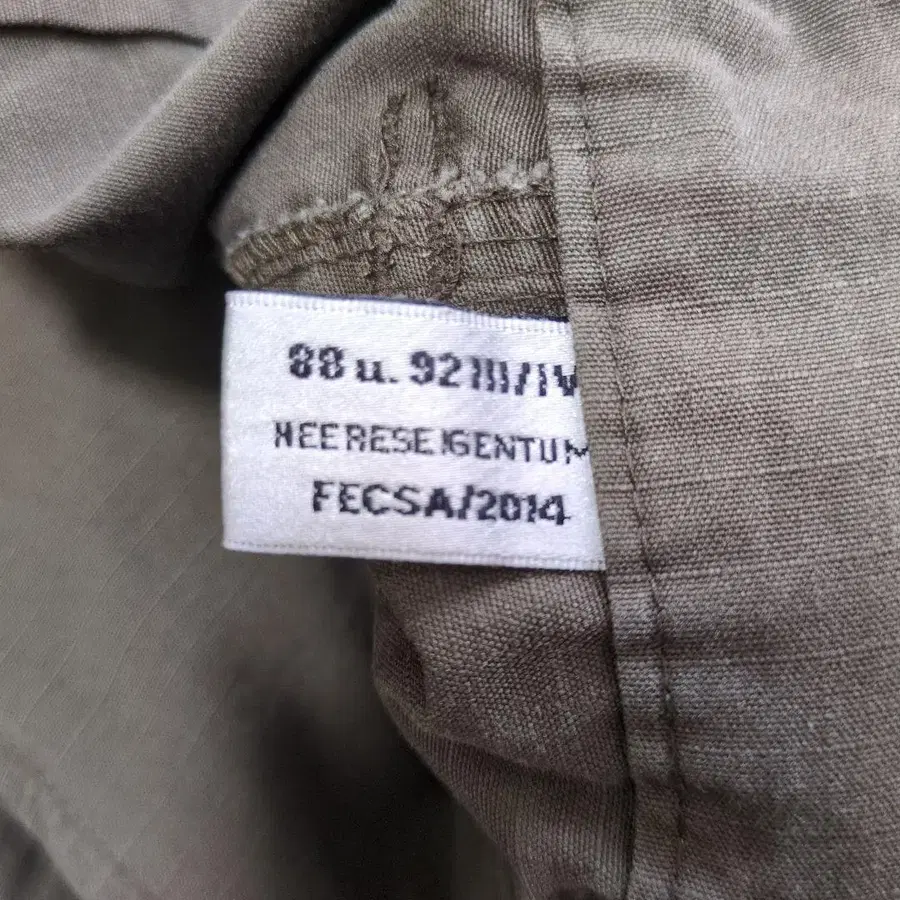 88 u. 92 III/IV
HEERESEIGENTUM
FECSA/2014